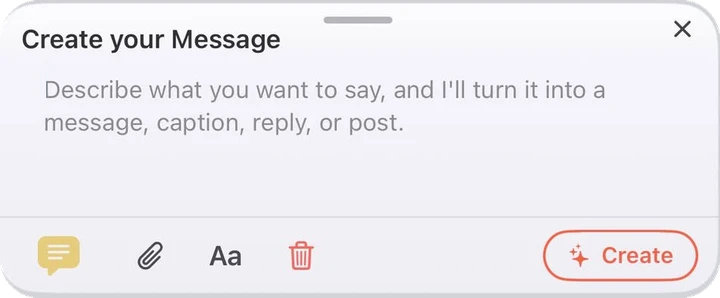 Create your Message
Describe what you want to say, and I'll turn it into a
message, caption, reply, or post.
Aa
Create